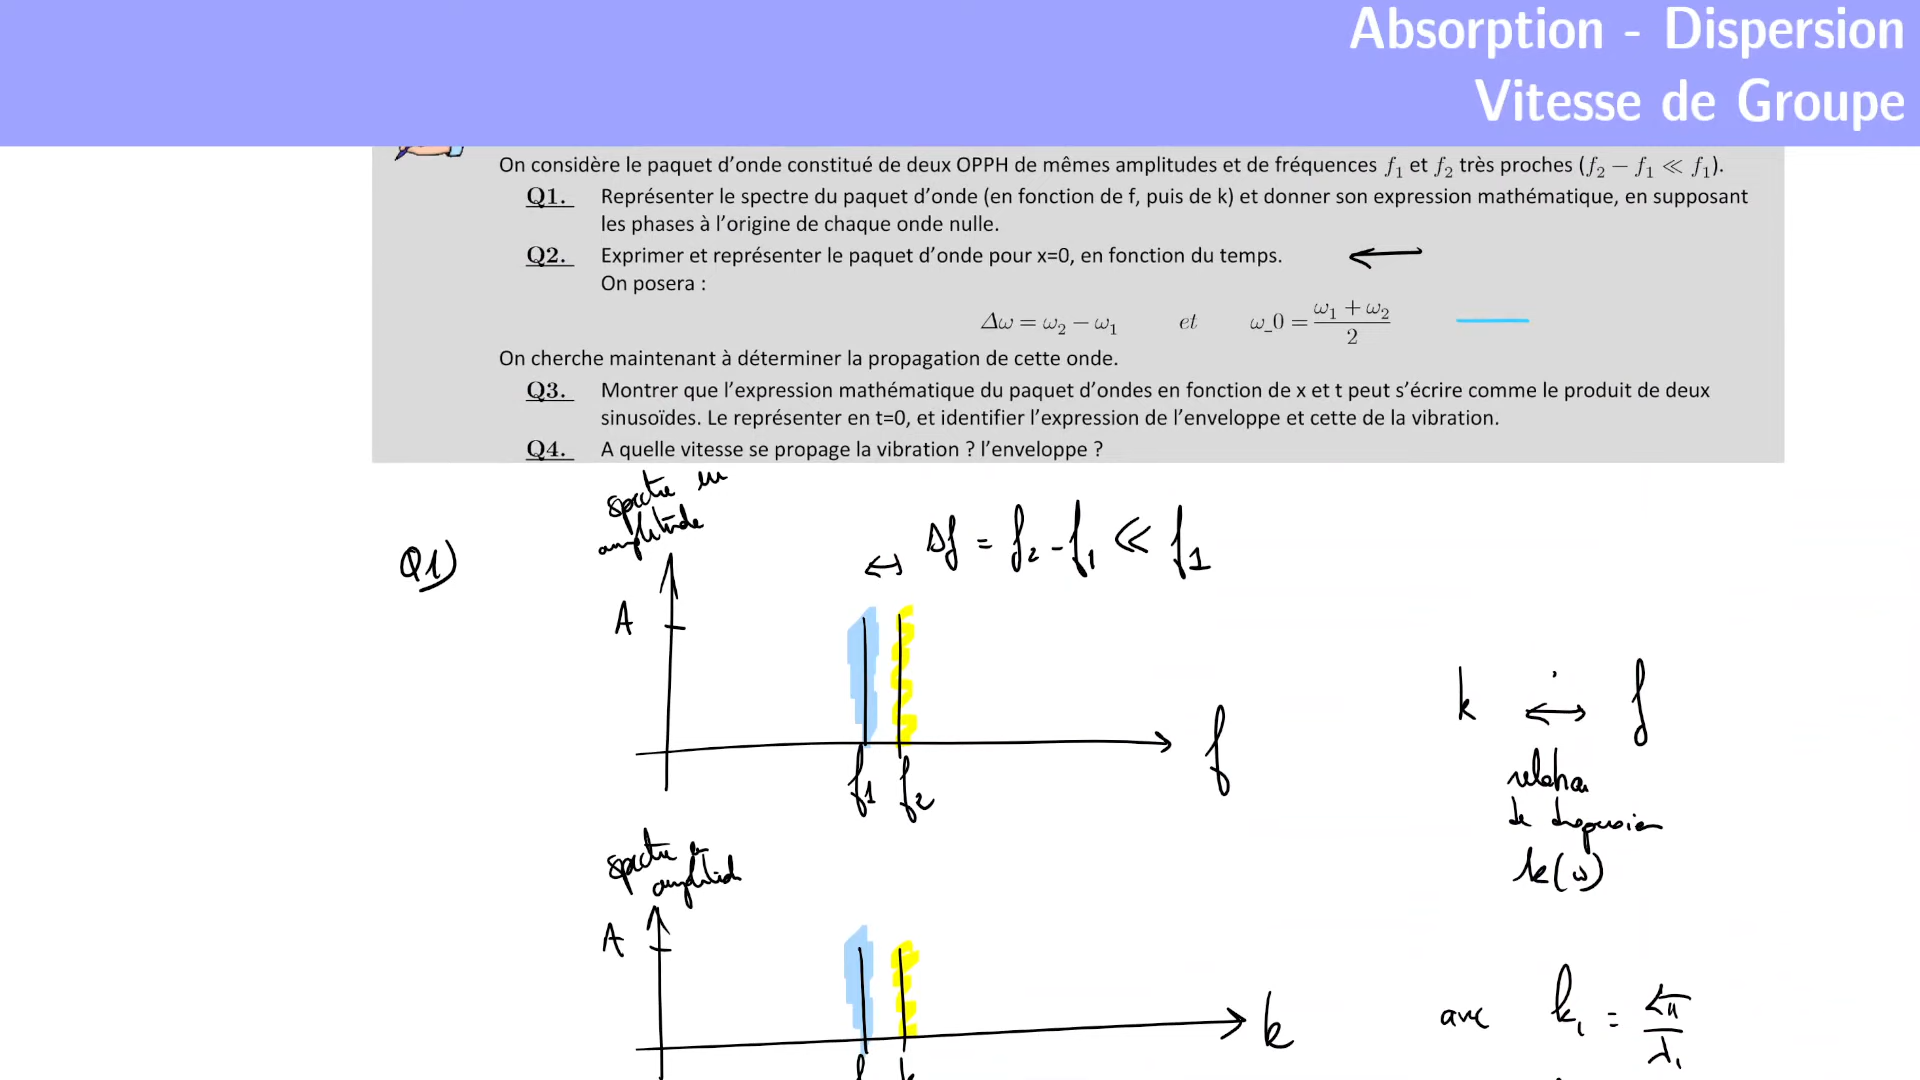 Absorption - Dispersion
Vitesse de Groupe
On considère le paquet d'onde constitué de deux OPPH de mêmes amplitudes et de fréquences f₁ et f₂ très proches (f₂ − f₁ ≪ f₁).
Q1. Représenter le spectre du paquet d'onde (en fonction de f, puis de k) et donner son expression mathématique, en supposant
les phases à l'origine de chaque onde nulle.
Q2. Exprimer et représenter le paquet d'onde pour x=0, en fonction du temps.
On posera :
Δω = ω₂ − ω₁ et ω_0 = (ω₁ + ω₂)/2
On cherche maintenant à déterminer la propagation de cette onde.
Q3. Montrer que l'expression mathématique du paquet d'ondes en fonction de x et t peut s'écrire comme le produit de deux
sinusoïdes. Le représenter en t=0, et identifier l'expression de l'enveloppe et cette de la vibration.
Q4. A quelle vitesse se propage la vibration ? l'enveloppe ?
spectre en
amplitude
Q1)
Δf = f₂ - f₁ ≪ f₁
A
k ↔ f
f
f₁ f₂
relation
de dispersion
k(ω)
spectre en
amplitude
A
k
avec k₁ = 2π/λ₁